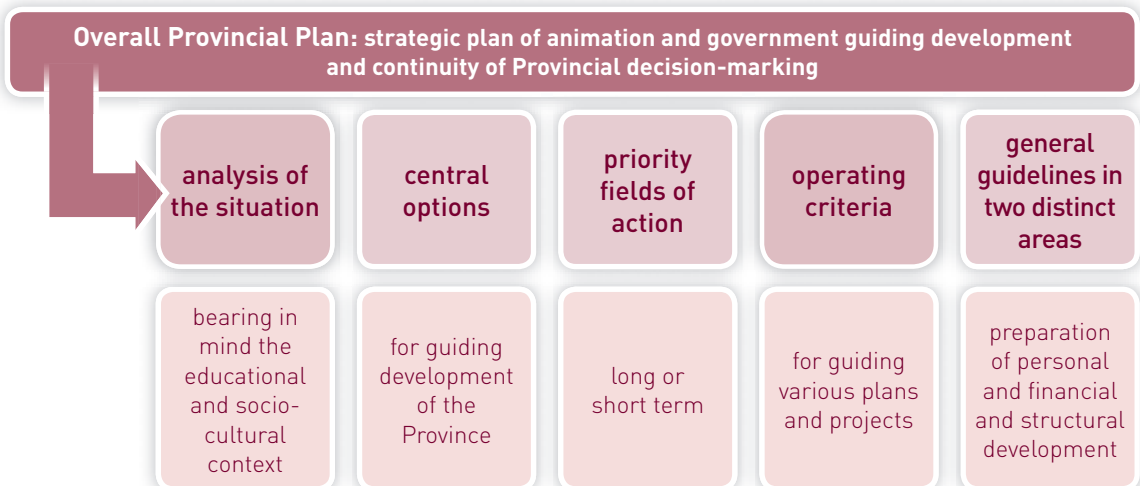 Overall Provincial Plan: strategic plan of animation and government guiding development
and continuity of Provincial decision-marking
analysis of
the situation
central
options
priority
fields of
action
operating
criteria
general
guidelines in
two distinct
areas
bearing in
mind the
educational
and socio-
cultural
context
for guiding
development
of the
Province
long or
short term
for guiding
various plans
and projects
preparation
of personal
and financial
and structural
development